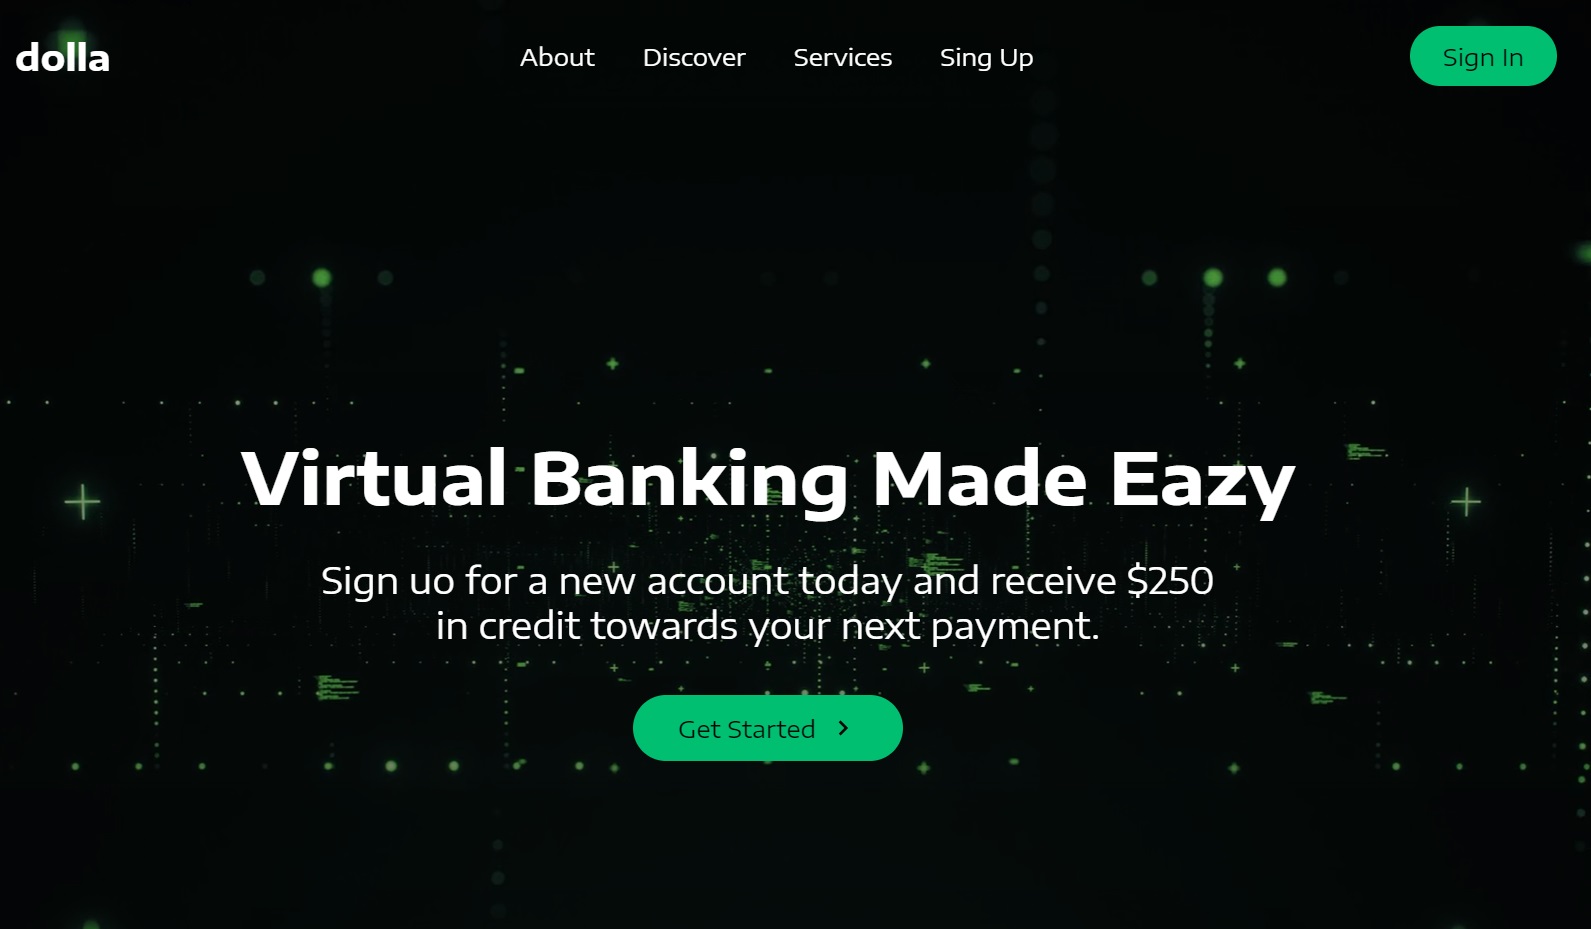 dolla
About
Discover
Services
Sing Up
Sign In
Virtual Banking Made Eazy
Sign uo for a new account today and receive $250
in credit towards your next payment.
Get Started